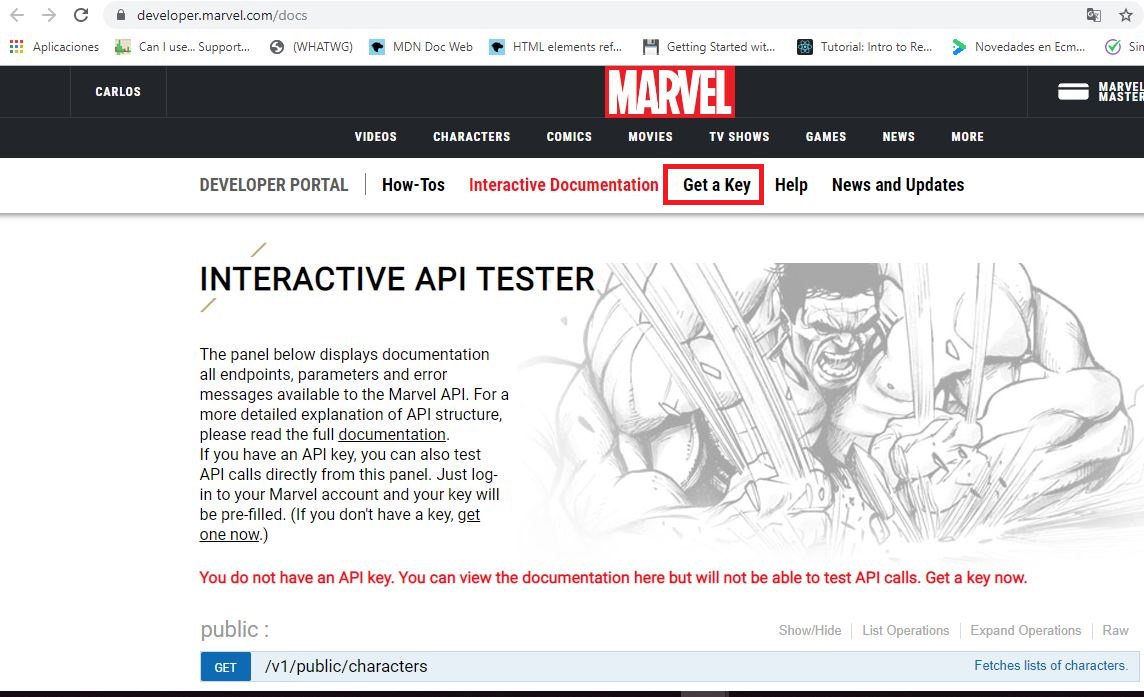 developer.marvel.com/docs
Aplicaciones Can I use... Support... (WHATWG) MDN Doc Web HTML elements ref... Getting Started wit... Tutorial: Intro to Re... Novedades en Ecm...
CARLOS MARVEL MARVEL
MASTER
VIDEOS CHARACTERS COMICS MOVIES TV SHOWS GAMES NEWS MORE
DEVELOPER PORTAL How-Tos Interactive Documentation Get a Key Help News and Updates
INTERACTIVE API TESTER
The panel below displays documentation
all endpoints, parameters and error
messages available to the Marvel API. For a
more detailed explanation of API structure,
please read the full documentation.
If you have an API key, you can also test
API calls directly from this panel. Just log-
in to your Marvel account and your key will
be pre-filled. (If you don't have a key, get
one now.)
You do not have an API key. You can view the documentation here but will not be able to test API calls. Get a key now.
public : Show/Hide List Operations Expand Operations Raw
GET /v1/public/characters Fetches lists of characters.